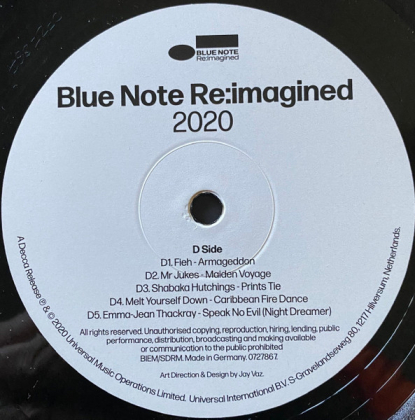 BLUE NOTE
Re:imagined
Blue Note Re:imagined
2020
D Side
D1. Fieh - Armageddon
D2. Mr Jukes - Maiden Voyage
D3. Shabaka Hutchings - Prints Tie
D4. Melt Yourself Down - Caribbean Fire Dance
D5. Emma-Jean Thackray - Speak No Evil (Night Dreamer)
All rights reserved. Unauthorised copying, reproduction, hiring, lending, public
performance, distribution, broadcasting and making available
or communication to the public prohibited
BIEM/SDRM. Made in Germany. 0727867.
Art Direction & Design by Jay Vaz.
A Decca Release ℗ & © 2020 Universal Music Operations Limited. Universal International B.V. S-Gravelandseweg 80, 1217 Hilversum, Netherlands.